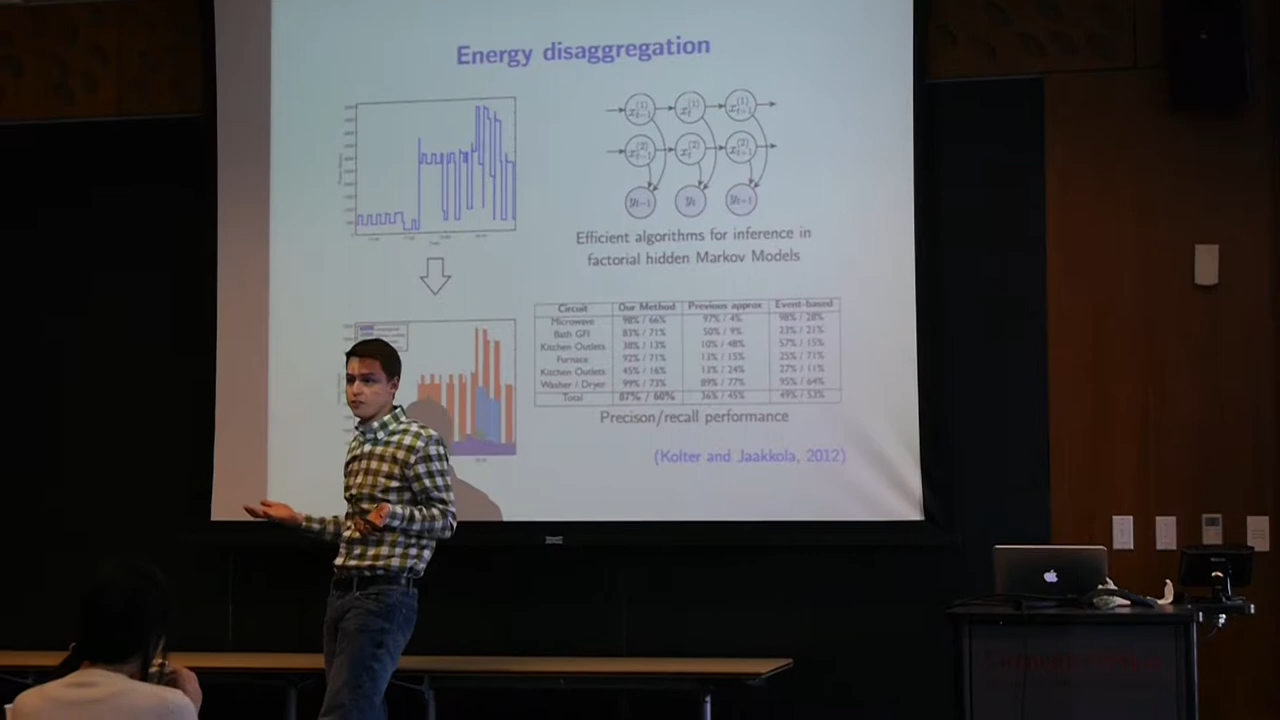 Energy disaggregation
Efficient algorithms for inference in
factorial hidden Markov Models
Circuit Our Method Previous approx Event-based
Microwave 98% / 66% 97% / 4% 98% / 28%
Bath GFI 83% / 71% 50% / 9% 23% / 21%
Kitchen Outlets 38% / 13% 10% / 48% 57% / 15%
Furnace 92% / 71% 13% / 15% 25% / 71%
Kitchen Outlets 45% / 16% 13% / 24% 27% / 11%
Washer / Dryer 99% / 73% 89% / 77% 95% / 64%
Total 87% / 60% 36% / 45% 49% / 53%
Precison/recall performance
(Kolter and Jaakkola, 2012)